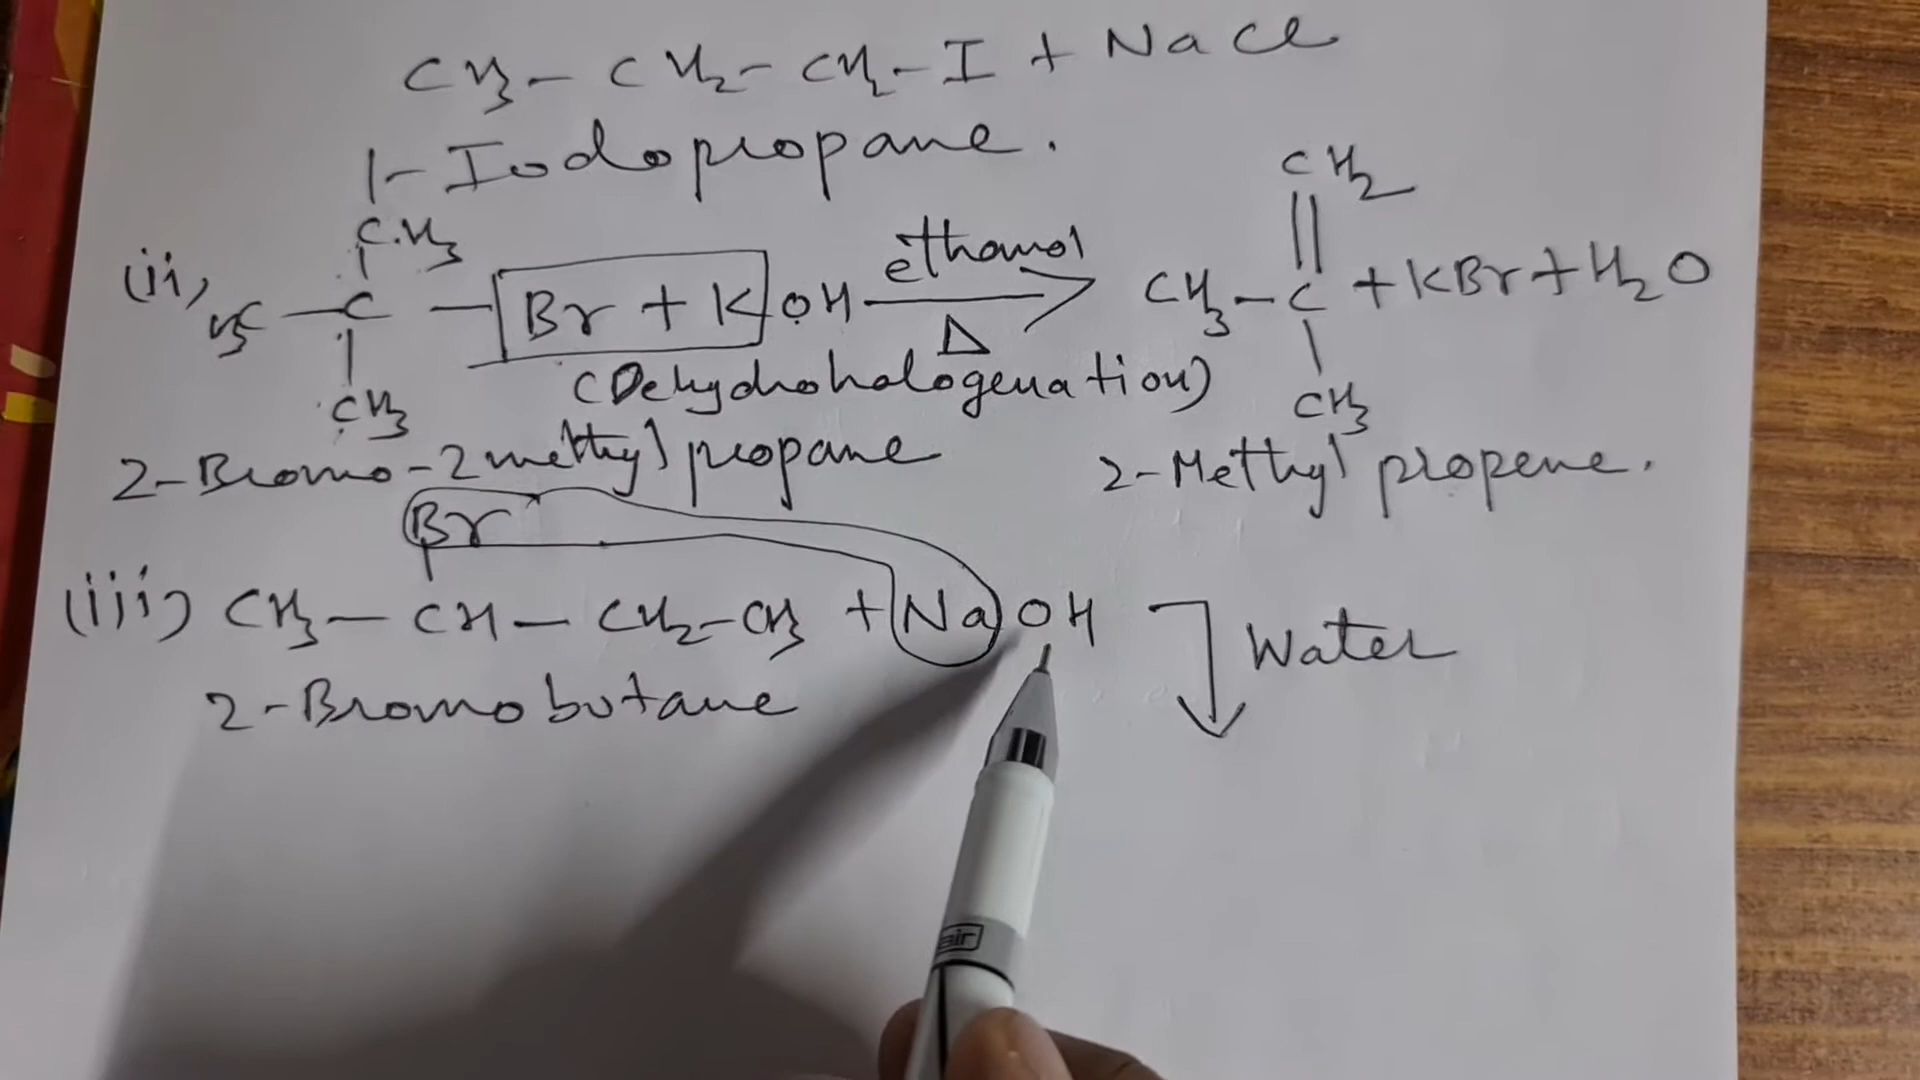 CH3 - CH2 - CH2 - I + NaCl
1-Iodopropane.
CH3
CH2
(ii) H3C - C - Br + KOH ethanol Δ → CH3 - C + KBr + H2O
(Dehydrohalogenation)
CH3
CH3
2-Bromo-2methyl propane
2-Methyl propene.
Br
(iii) CH3 - CH - CH2 - CH3 + NaOH Water
2-Bromobutane
air